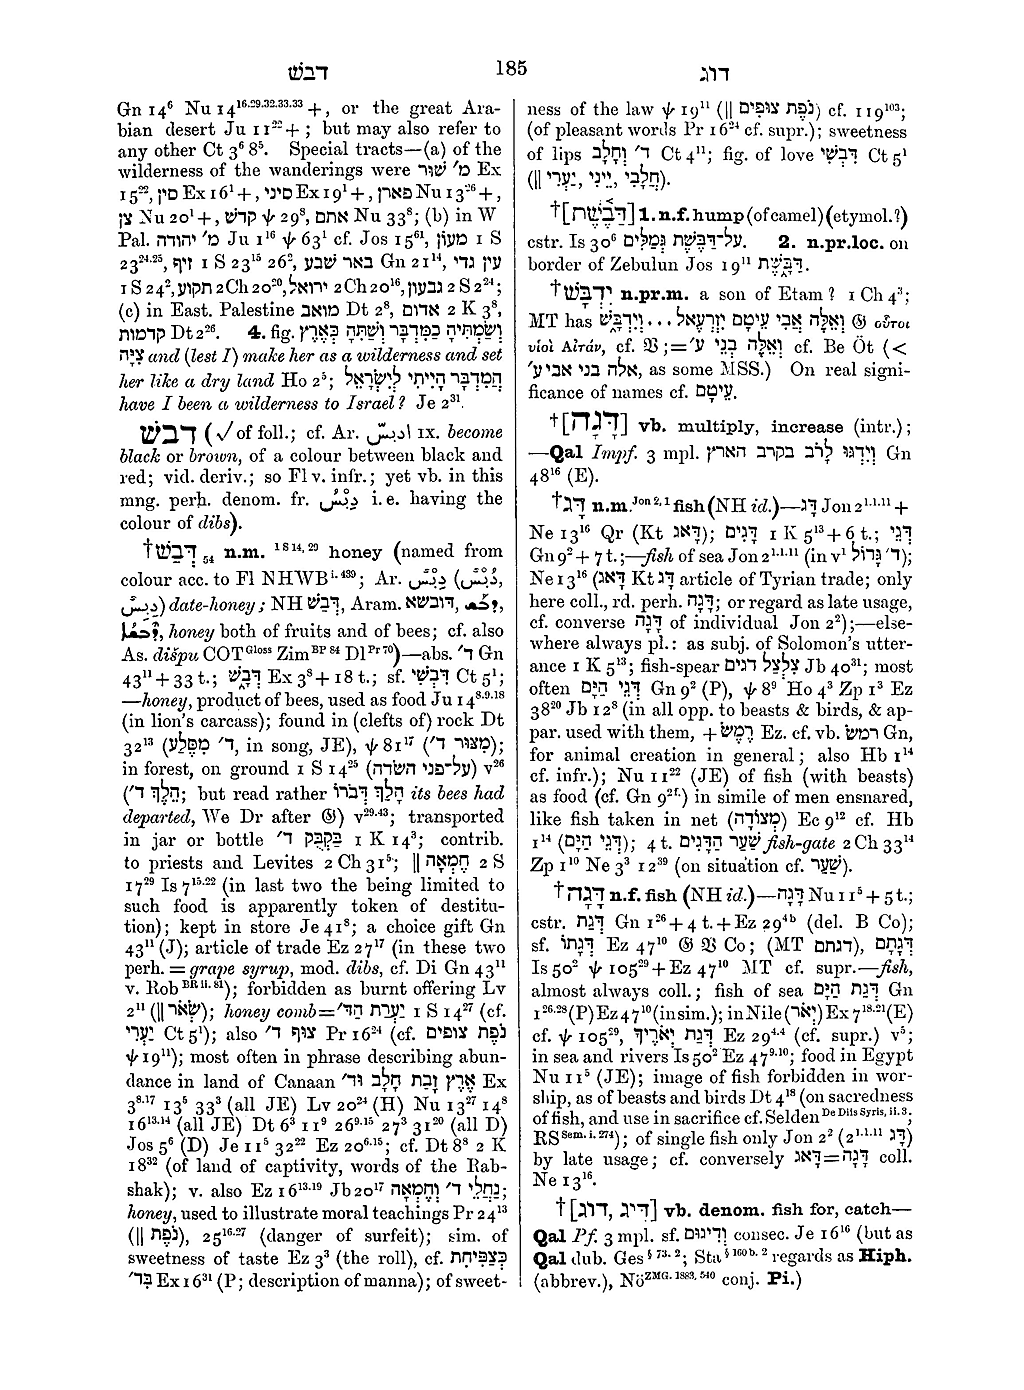 דבשׁ 185 דוג
Gn 14⁶ Nu 14¹⁶·²⁹·³²·³³·³³ +, or the great Ara-
bian desert Ju 11²² + ; but may also refer to
any other Ct 3⁶ 8⁵. Special tracts—(a) of the
wilderness of the wanderings were מ׳ שׁוּר Ex
15²², סִין Ex 16¹ +, סיני Ex 19¹ +, פארן Nu 13²⁶ +,
צן Nu 20¹ +, קדשׁ ψ 29⁸, אתם Nu 33⁸; (b) in W
Pal. מ׳ יהודה Ju 1¹⁶ ψ 63¹ cf. Jos 15⁶¹, מעון 1 S
23²⁴·²⁵, זיף 1 S 23¹⁵ 26², באר שבע Gn 21¹⁴, עין גדי
1 S 24², תקוע 2 Ch 20²⁰, ירואל 2 Ch 20¹⁶, גבעון 2 S 2²⁴;
(c) in East. Palestine מואב Dt 2⁸, אדום 2 K 3⁸,
קדמות Dt 2²⁶. 4. fig. וְשַׂמְתִּיהָ כַמִּדְבָּר וְשַׁתִּהָ כְּאֶרֶץ
צִיָּה and (lest I) make her as a wilderness and set
her like a dry land Ho 2⁵; הֲמִדְבָּר הָיִיתִי לְיִשְׂרָאֵל
have I been a wilderness to Israel? Je 2³¹.
דבשׁ (√ of foll.; cf. Ar. ادبسّ IX. become
black or brown, of a colour between black and
red; vid. deriv.; so Fl v. infr.; yet vb. in this
mng. perh. denom. fr. دِبْسٌ i.e. having the
colour of dibs).
†דְּבַשׁ ₅₄ n.m. ¹ ˢ ¹⁴, ²⁹ honey (named from
colour acc. to Fl NHWB ⁱ· ⁴³⁹; Ar. دِبْسٌ (دُبْسٌ,
دِبِسٌ) date-honey; NH דְּבַשׁ, Aram. דובשא,
honey both of fruits and of bees; cf. also
As. dišpu COT Gloss Zim BP 84 Dl Pr 70)—abs. ד׳ Gn
43¹¹ + 33 t.; דְּבָשׁ Ex 3⁸ + 18 t.; sf. דִּבְשִׁי Ct 5¹;
—honey, product of bees, used as food Ju 14⁸·⁹·¹⁸
(in lion's carcass); found in (clefts of) rock Dt
32¹³ (ד׳ מִסֶּלַע, in song, JE), ψ 81¹⁷ (מִצּוּר ד׳);
in forest, on ground 1 S 14²⁵ (על־פני השׂדה) v²⁶
(הֵלֶךְ ד׳; but read rather הָלַךְ דְּבֹרוֹ its bees had
departed, We Dr after 𝔊) v²⁹·⁴³; transported
in jar or bottle בַּקְבֻּק ד׳ 1 K 14³; contrib.
to priests and Levites 2 Ch 31⁵; ‖ חֶמְאָה 2 S
17²⁹ Is 7¹⁵·²² (in last two the being limited to
such food is apparently token of destitu-
tion); kept in store Je 41⁸; a choice gift Gn
43¹¹ (J); article of trade Ez 27¹⁷ (in these two
perh. = grape syrup, mod. dibs, cf. Di Gn 43¹¹
v. Rob BR ii. 81); forbidden as burnt offering Lv
2¹¹ (‖ שְׂאֹר); honey comb = יַעְרַת הַדּ׳ 1 S 14²⁷ (cf.
יַעְרִי Ct 5¹); also צוּף ד׳ Pr 16²⁴ (cf. נֹפֶת צופים
ψ 19¹¹); most often in phrase describing abun-
dance in land of Canaan אֶרֶץ זָבַת חָלָב וּד׳ Ex
3⁸·¹⁷ 13⁵ 33³ (all JE) Lv 20²⁴ (H) Nu 13²⁷ 14⁸
16¹³·¹⁴ (all JE) Dt 6³ 11⁹ 26⁹·¹⁵ 27³ 31²⁰ (all D)
Jos 5⁶ (D) Je 11⁵ 32²² Ez 20⁶·¹⁵; cf. Dt 8⁸ 2 K
18³² (of land of captivity, words of the Rab-
shak); v. also Ez 16¹³·¹⁹ Jb 20¹⁷ נַחֲלֵי ד׳ וְחֶמְאָה;
honey, used to illustrate moral teachings Pr 24¹³
(‖ נֹפֶת), 25¹⁶·²⁷ (danger of surfeit); sim. of
sweetness of taste Ez 3³ (the roll), cf. כְּצַפִּיחִת
בִּד׳ Ex 16³¹ (P; description of manna); of sweet-
ness of the law ψ 19¹¹ (‖ נֹפֶת צוּפִים) cf. 119¹⁰³;
(of pleasant words Pr 16²⁴ cf. supr.); sweetness
of lips ד׳ וְחָלָב Ct 4¹¹; fig. of love דִּבְשִׁי Ct 5¹
(‖ חֲלָבִי, יֵינִי, יַעְרִי).
†[דַּבֶּשֶׁת] 1. n.f. hump (of camel) (etymol.?)
cstr. Is 30⁶ עַל־דַּבֶּשֶׁת גְּמַלִּים. 2. n.pr.loc. on
border of Zebulun Jos 19¹¹ דַּבָּשֶׁת.
†יִדְבָּשׁ n.pr.m. a son of Etam? 1 Ch 4³;
MT has וְאֵלֶּה אֲבִי עֵיטָם יִזְרְעֶאל ... וְיִדְבָּשׁ 𝔊 οὗτοι
υἱοὶ Αἰτάν, cf. 𝔙; = וְאֵלֶּה בְּנֵי ע׳ cf. Be Öt (<
אלה בני אבי ע׳, as some MSS.) On real signi-
ficance of names cf. עֵיטָם.
†[דָּגָה] vb. multiply, increase (intr.);
—Qal Impf. 3 mpl. וְיִדְגּוּ לָרֹב בקרב הארץ Gn
48¹⁶ (E).
†דָּג n.m. Jon 2, 1 fish (NH id.)—דָּג Jon 2¹·¹·¹¹ +
Ne 13¹⁶ Qr (Kt דָּאג); דָּגִים 1 K 5¹³ + 6 t.; דְּגֵי
Gn 9² + 7 t.;—fish of sea Jon 2¹·¹·¹¹ (in v¹ ד׳ גָּדוֹל);
Ne 13¹⁶ (דָּאג Kt דָּג article of Tyrian trade; only
here coll., rd. perh. דָּגָה; or regard as late usage,
cf. converse דָּגָה of individual Jon 2²);—else-
where always pl.: as subj. of Solomon's utter-
ance 1 K 5¹³; fish-spear צִלְצַל דגים Jb 40³¹; most
often דְּגֵי הַיָּם Gn 9² (P), ψ 8⁹ Ho 4³ Zp 1³ Ez
38²⁰ Jb 12⁸ (in all opp. to beasts & birds, & ap-
par. used with them, + רֶמֶשׂ Ez. cf. vb. רמשׂ Gn,
for animal creation in general; also Hb 1¹⁴
cf. infr.); Nu 11²² (JE) of fish (with beasts)
as food (cf. Gn 9²ᶠ·) in simile of men ensnared,
like fish taken in net (מְצוֹדָה) Ec 9¹² cf. Hb
1¹⁴ (דְּגֵי הַיָּם); 4 t. שַׁעַר הַדָּגִים fish-gate 2 Ch 33¹⁴
Zp 1¹⁰ Ne 3³ 12³⁹ (on situation cf. שַׁעַר).
†דָּגָה n.f. fish (NH id.)—דָּגָה Nu 11⁵ + 5 t.;
cstr. דְּגַת Gn 1²⁶ + 4 t. + Ez 29⁴ᵇ (del. B Co);
sf. דְּגָתוֹ Ez 47¹⁰ 𝔊 𝔙 Co; (MT דגתם), דְּגָתָם
Is 50² ψ 105²⁹ + Ez 47¹⁰ MT cf. supr.—fish,
almost always coll.; fish of sea דְּגַת הַיָּם Gn
1²⁶·²⁸ (P) Ez 47¹⁰ (in sim.); in Nile (יְאֹר) Ex 7¹⁸·²¹ (E)
cf. ψ 105²⁹, דְּגַת יְאֹרֶיךָ Ez 29⁴·⁴ (cf. supr.) v⁵;
in sea and rivers Is 50² Ez 47⁹·¹⁰; food in Egypt
Nu 11⁵ (JE); image of fish forbidden in wor-
ship, as of beasts and birds Dt 4¹⁸ (on sacredness
of fish, and use in sacrifice cf. Selden De Diis Syris, ii. 3;
RS Sem. i. 274); of single fish only Jon 2² (2¹·¹·¹¹ דָּג)
by late usage; cf. conversely דָּאג = דָּגָה coll.
Ne 13¹⁶.
†[דִּיג, דוּג] vb. denom. fish for, catch—
Qal Pf. 3 mpl. sf. וְדִיגוּם consec. Je 16¹⁶ (but as
Qal dub. Ges § 73. 2; Sta § 160 b. 2 regards as Hiph.
(abbrev.), Nö ZMG. 1883, 540 conj. Pi.)